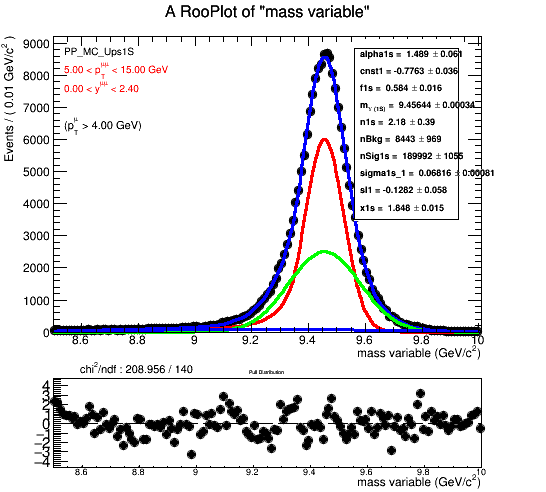 A RooPlot of "mass variable"
Events / ( 0.01 GeV/c² )
9000
8000
7000
6000
5000
4000
3000
2000
1000
0
PP_MC_Ups1S
5.00 < p_T^μμ < 15.00 GeV
0.00 < y^μμ < 2.40
(p_T^μ > 4.00 GeV)
alpha1s = 1.489 ± 0.061
cnst1 = -0.7763 ± 0.036
f1s = 0.584 ± 0.016
m_ϒ(1S) = 9.45644 ± 0.00034
n1s = 2.18 ± 0.39
nBkg = 8443 ± 969
nSig1s = 189992 ± 1055
sigma1s_1 = 0.06816 ± 0.00081
sl1 = -0.1282 ± 0.058
x1s = 1.848 ± 0.015
8.6 8.8 9 9.2 9.4 9.6 9.8 10
mass variable (GeV/c²)
chi²/ndf : 208.956 / 140
Pull Distribution
4
3
2
1
0
−1
−2
−3
−4
8.6 8.8 9 9.2 9.4 9.6 9.8 10
mass variable (GeV/c²)